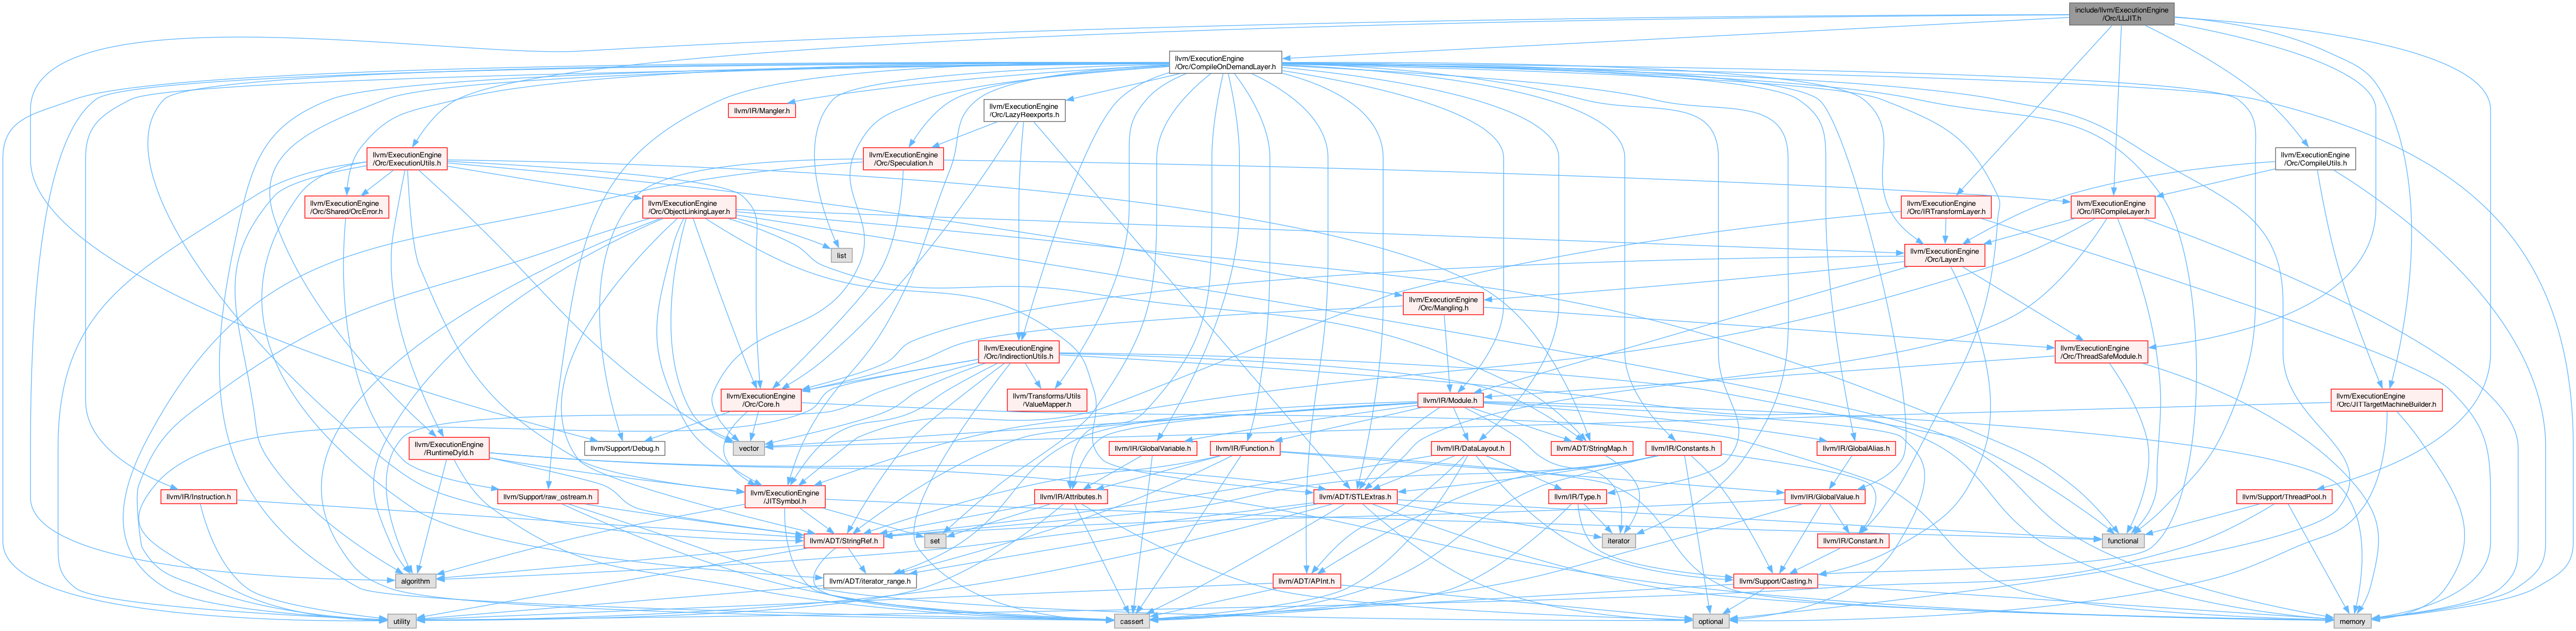 include/llvm/ExecutionEngine
/Orc/LLJIT.h
llvm/ExecutionEngine
/Orc/CompileOnDemandLayer.h
llvm/IR/Mangler.h
llvm/ExecutionEngine
/Orc/LazyReexports.h
llvm/ExecutionEngine
/Orc/ExecutionUtils.h
llvm/ExecutionEngine
/Orc/Speculation.h
llvm/ExecutionEngine
/Orc/CompileUtils.h
llvm/ExecutionEngine
/Orc/Shared/OrcError.h
llvm/ExecutionEngine
/Orc/ObjectLinkingLayer.h
llvm/ExecutionEngine
/Orc/IRTransformLayer.h
llvm/ExecutionEngine
/Orc/IRCompileLayer.h
list
llvm/ExecutionEngine
/Orc/Layer.h
llvm/ExecutionEngine
/Orc/Mangling.h
llvm/ExecutionEngine
/Orc/IndirectionUtils.h
llvm/ExecutionEngine
/Orc/ThreadSafeModule.h
llvm/ExecutionEngine
/Orc/Core.h
llvm/Transforms/Utils
/ValueMapper.h
llvm/IR/Module.h
llvm/ExecutionEngine
/Orc/JITTargetMachineBuilder.h
llvm/ExecutionEngine
/RuntimeDyld.h
llvm/Support/Debug.h
vector
llvm/IR/GlobalVariable.h
llvm/IR/Function.h
llvm/IR/DataLayout.h
llvm/ADT/StringMap.h
llvm/IR/Constants.h
llvm/IR/GlobalAlias.h
llvm/IR/Instruction.h
llvm/Support/raw_ostream.h
llvm/ExecutionEngine
/JITSymbol.h
llvm/IR/Attributes.h
llvm/ADT/STLExtras.h
llvm/IR/Type.h
llvm/IR/GlobalValue.h
llvm/Support/ThreadPool.h
llvm/ADT/StringRef.h
set
iterator
llvm/IR/Constant.h
functional
algorithm
llvm/ADT/iterator_range.h
llvm/ADT/APInt.h
llvm/Support/Casting.h
utility
cassert
optional
memory